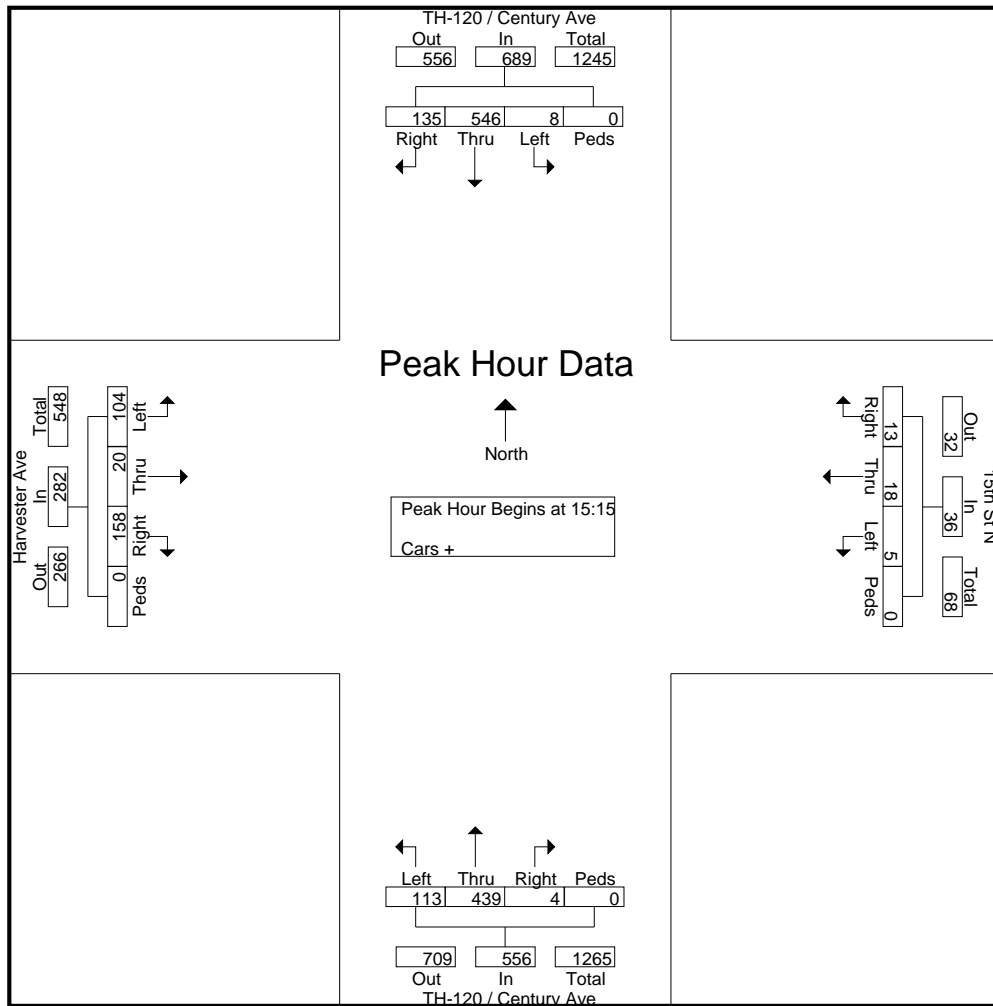 TH-120 / Century Ave
Out In Total
556 689 1245
135 546 8 0
Right Thru Left Peds
Peak Hour Data
North
Peak Hour Begins at 15:15
Cars +
Harvester Ave
Total In Out
548 282 266
104 20 158 0
Left Thru Right Peds
15th St N
Out In Total
32 36 68
13 18 5 0
Right Thru Left Peds
Left Thru Right Peds
113 439 4 0
709 556 1265
Out In Total
TH-120 / Century Ave